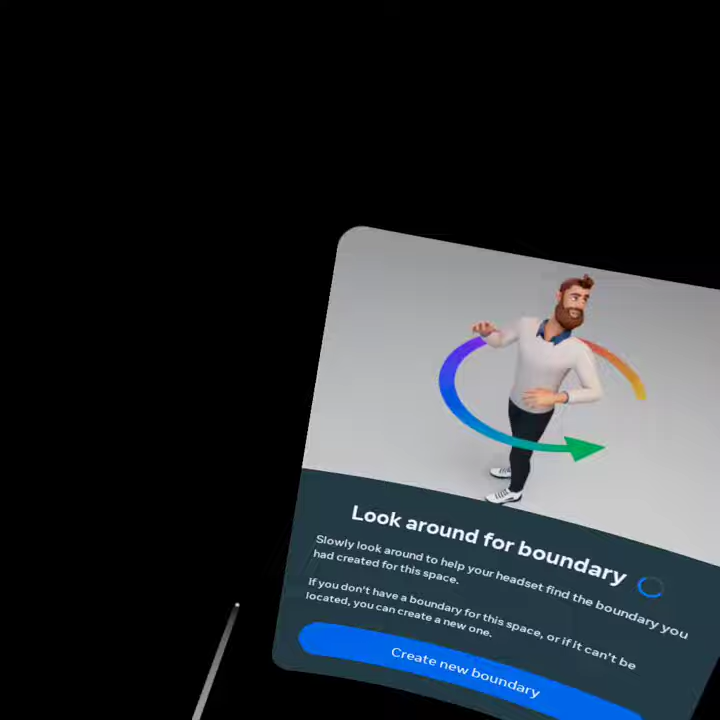 Look around for boundary
Slowly look around to help your headset find the boundary you
had created for this space.
If you don't have a boundary for this space, or if it can't be
located, you can create a new one.
Create new boundary